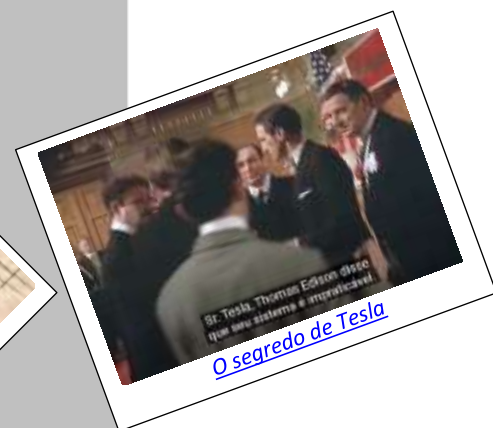 Sr. Tesla, Thomas Edison disse
que seu sistema é impraticável.
O segredo de Tesla